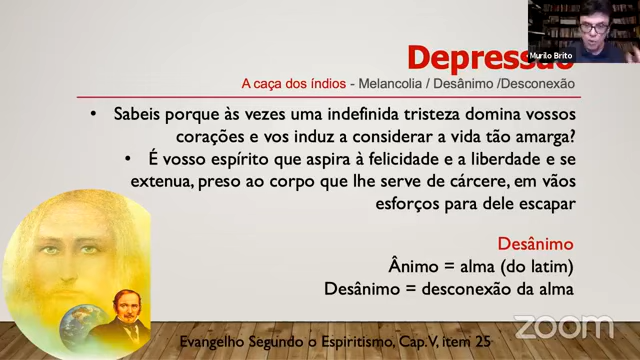 Murilo Brito
Depressão
A caça dos índios - Melancolia / Desânimo /Desconexão
• Sabeis porque às vezes uma indefinida tristeza domina vossos
corações e vos induz a considerar a vida tão amarga?
• É vosso espírito que aspira à felicidade e a liberdade e se
extenua, preso ao corpo que lhe serve de cárcere, em vãos
esforços para dele escapar
Desânimo
Ânimo = alma (do latim)
Desânimo = desconexão da alma
zoom
Evangelho Segundo o Espiritismo, Cap. V, ítem 25